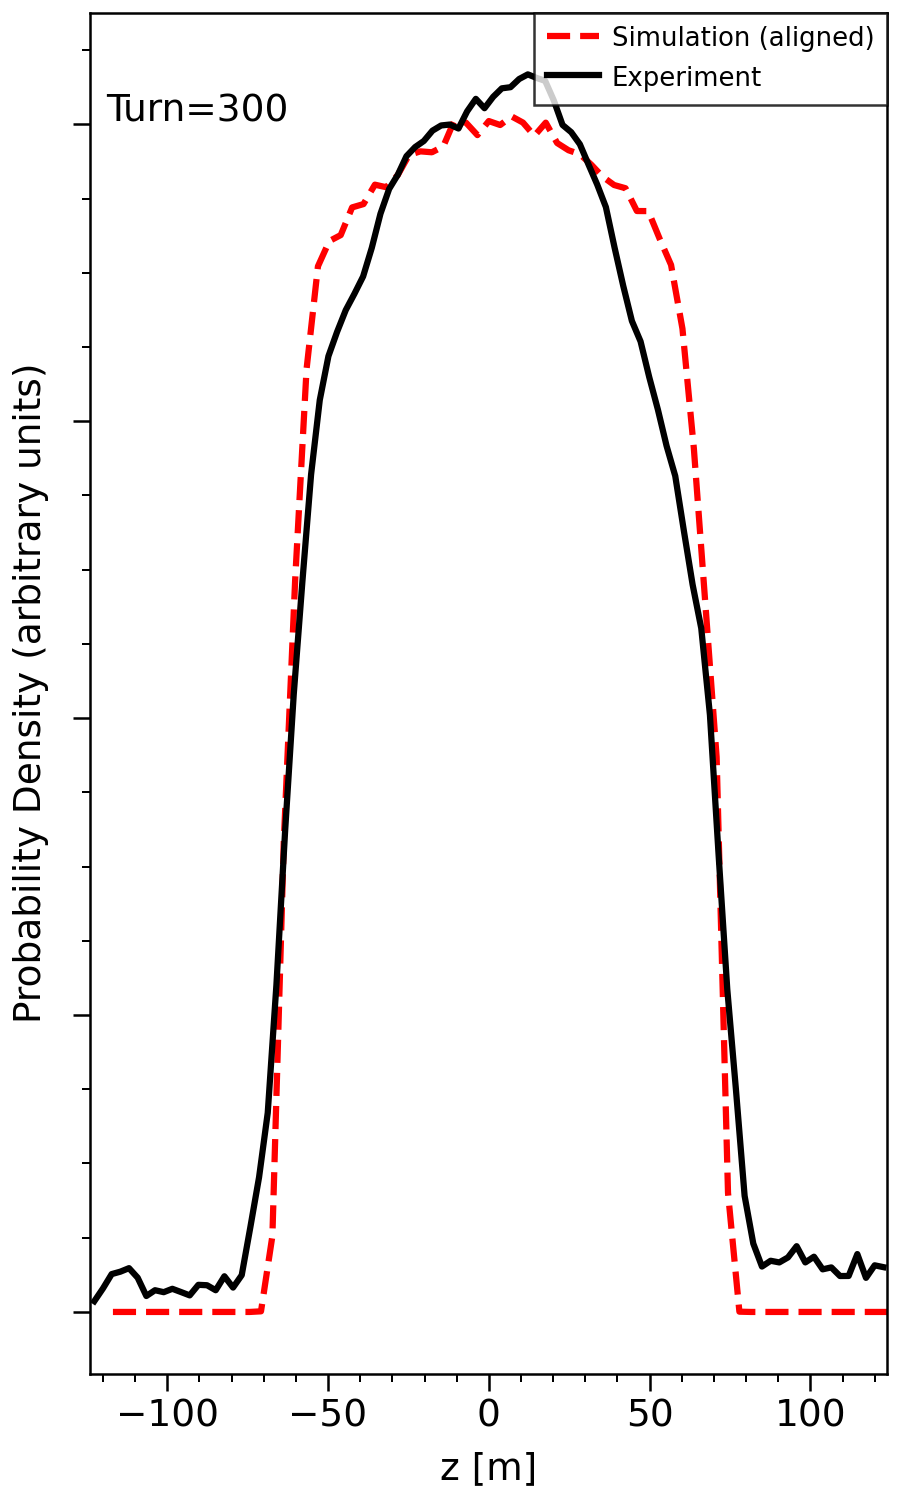 Simulation (aligned)
Experiment
Turn=300
Probability Density (arbitrary units)
−100 −50 0 50 100
z [m]